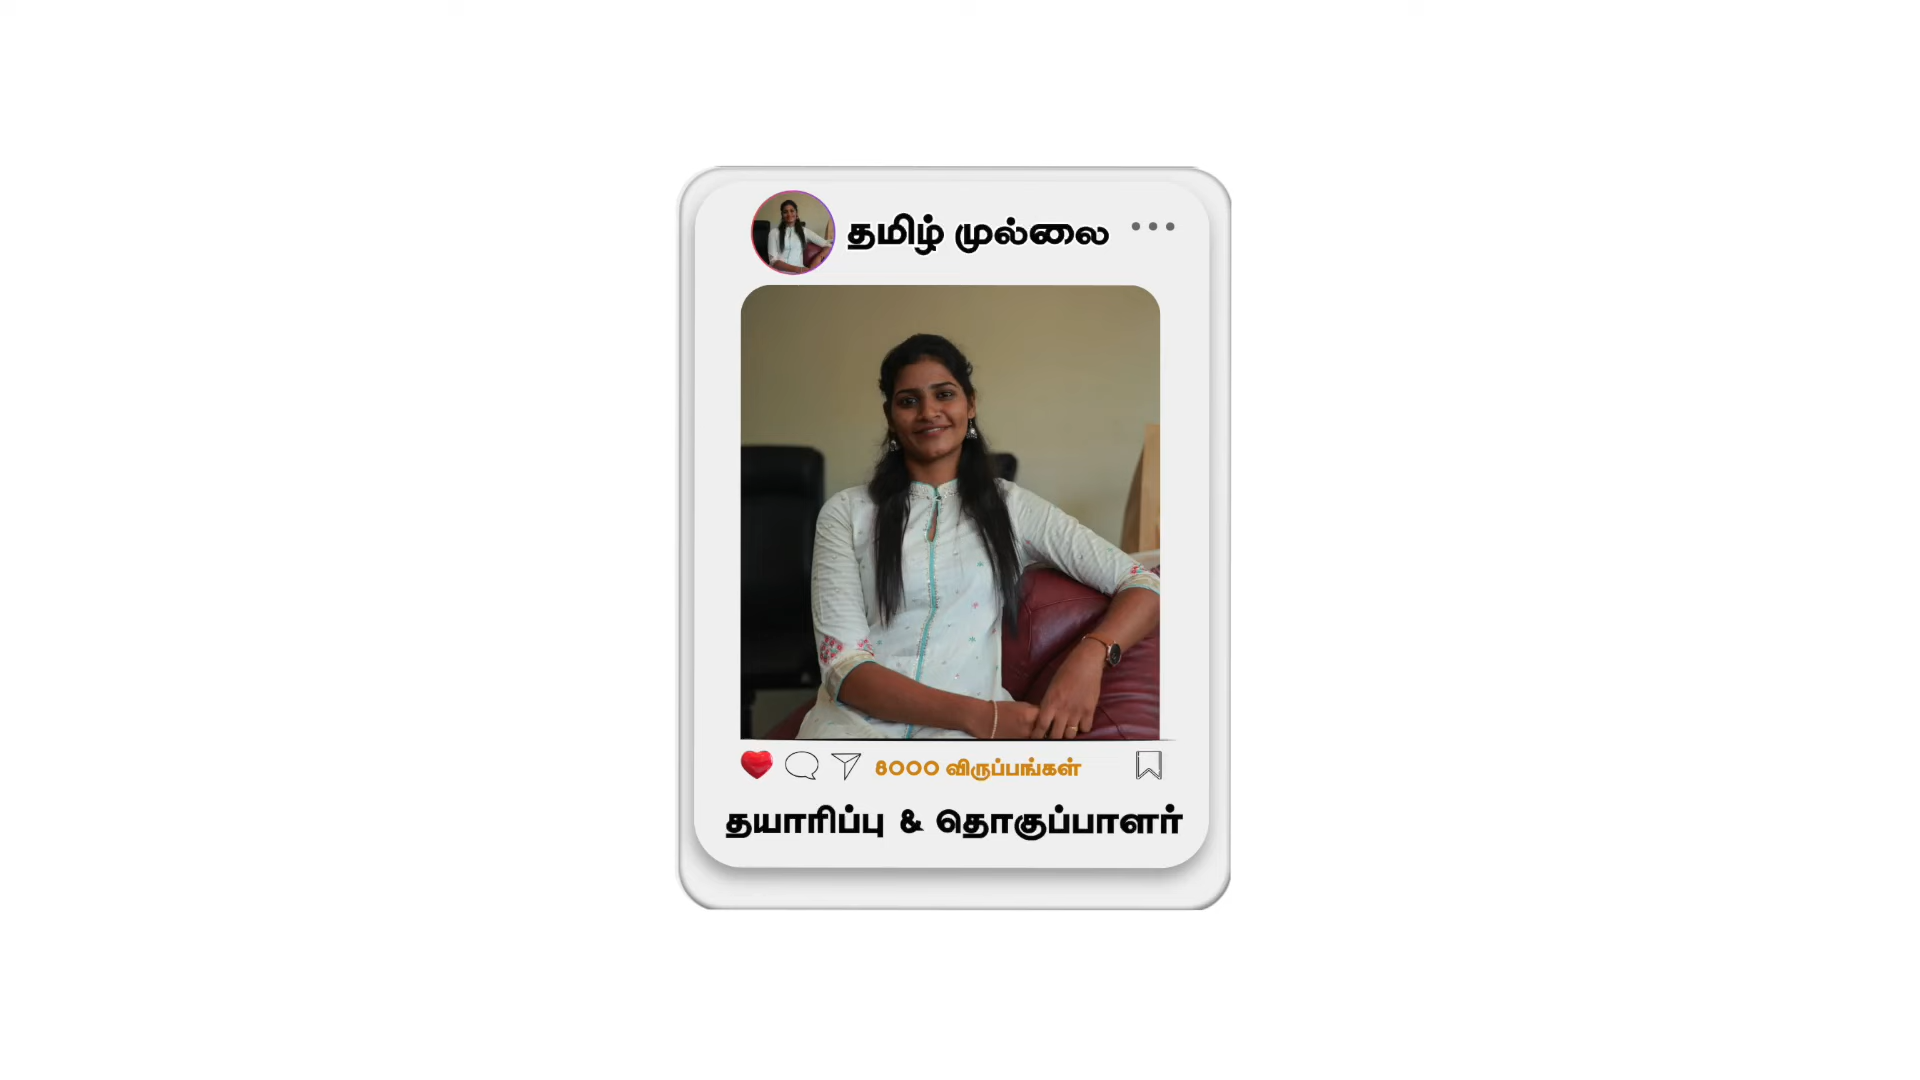 தமிழ் முல்லை
8000 விருப்பங்கள்
தயாரிப்பு & தொகுப்பாளர்